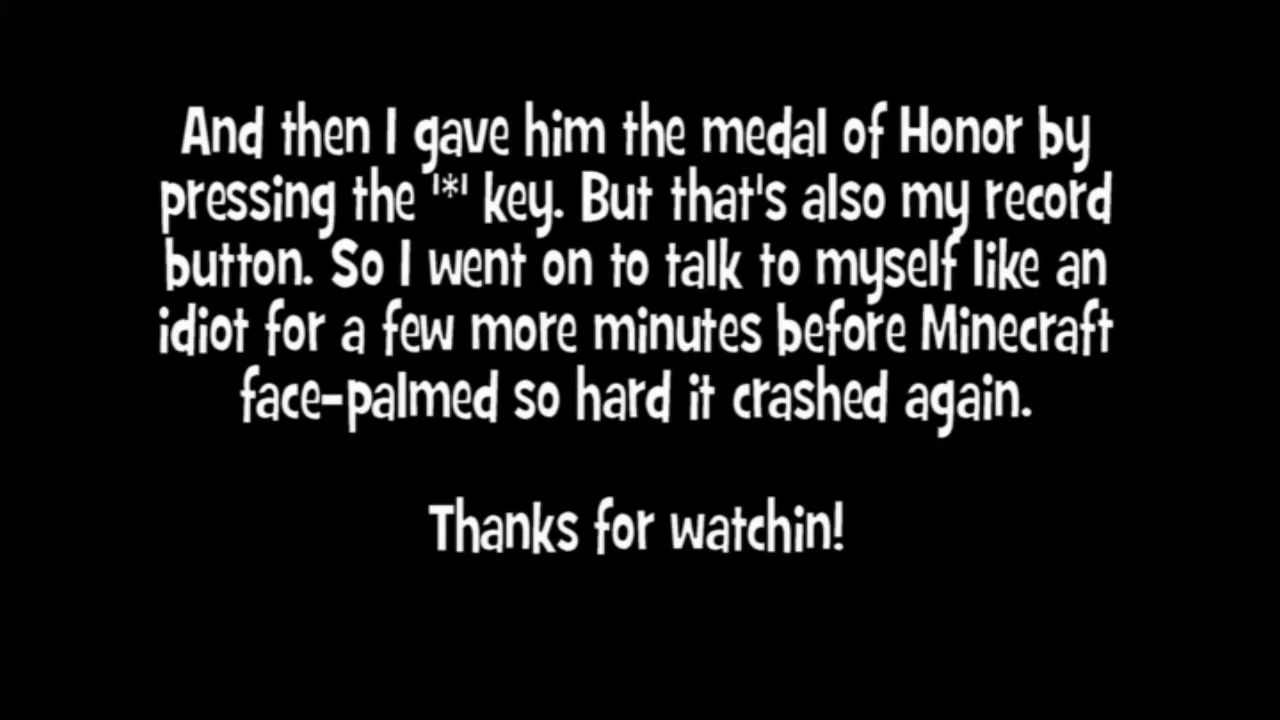 And then I gave him the medal of Honor by
pressing the '*' key. But that's also my record
button. So I went on to talk to myself like an
idiot for a few more minutes before Minecraft
face-palmed so hard it crashed again.
Thanks for watchin!